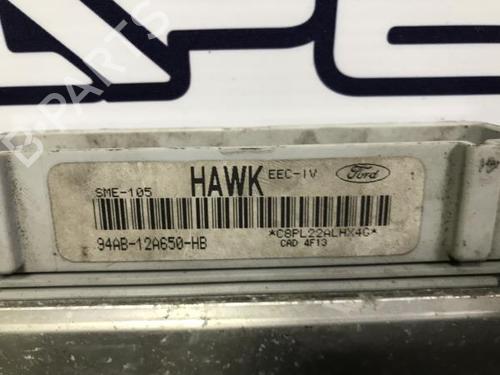 B-PARTS
SME-105 HAWK EEC-IV Ford
94AB-12A650-HB *C8PL22ALHX4G*
CAD 4F13